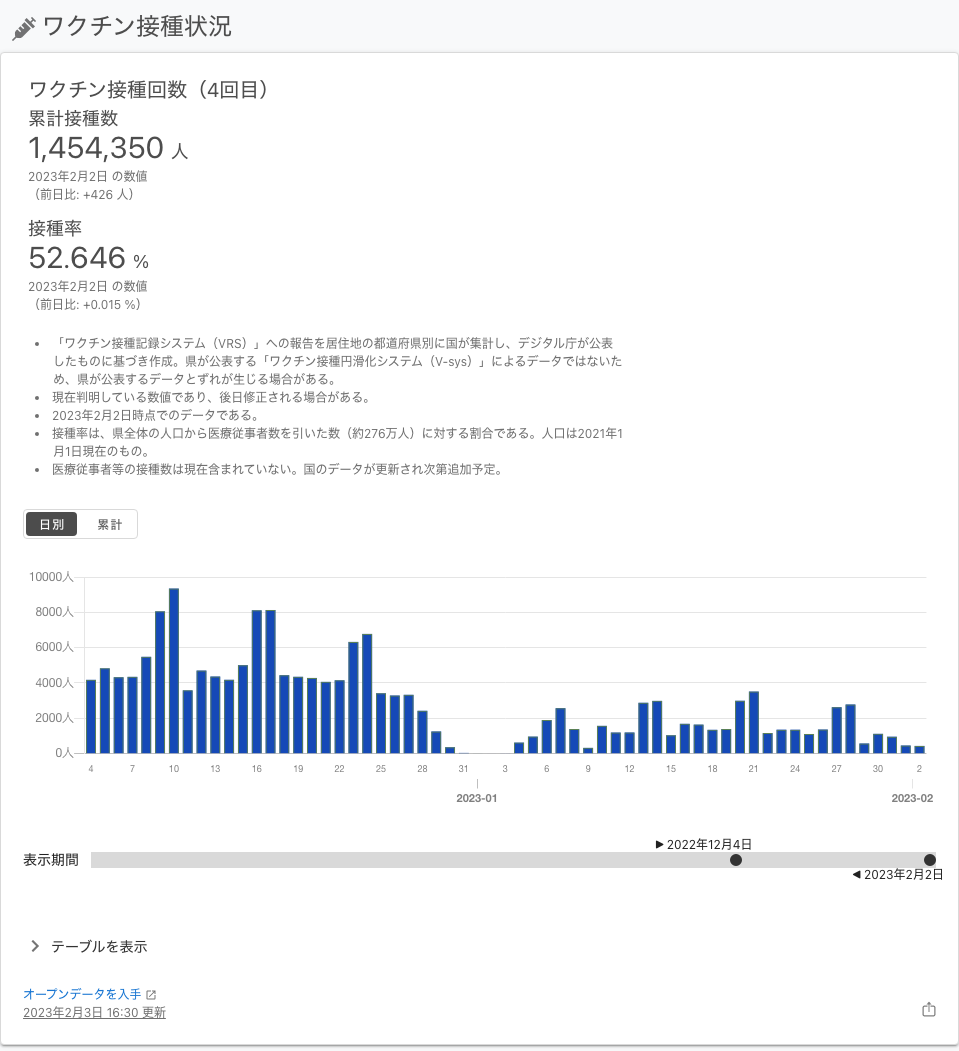 ワクチン接種状況
ワクチン接種回数（4回目）
累計接種数
1,454,350 人
2023年2月2日 の数値
（前日比: +426 人）
接種率
52.646 %
2023年2月2日 の数値
（前日比: +0.015 %）
• 「ワクチン接種記録システム（VRS）」への報告を居住地の都道府県別に国が集計し、デジタル庁が公表
したものに基づき作成。県が公表する「ワクチン接種円滑化システム（V-sys）」によるデータではないた
め、県が公表するデータとずれが生じる場合がある。
• 現在判明している数値であり、後日修正される場合がある。
• 2023年2月2日時点でのデータである。
• 接種率は、県全体の人口から医療従事者数を引いた数（約276万人）に対する割合である。人口は2021年1
月1日現在のもの。
• 医療従事者等の接種数は現在含まれていない。国のデータが更新され次第追加予定。
日別 累計
10000人
8000人
6000人
4000人
2000人
0人
4 7 10 13 16 19 22 25 28 31 3 6 9 12 15 18 21 24 27 30 2
2023-01 2023-02
▶ 2022年12月4日
表示期間
◀ 2023年2月2日
テーブルを表示
オープンデータを入手
2023年2月3日 16:30 更新